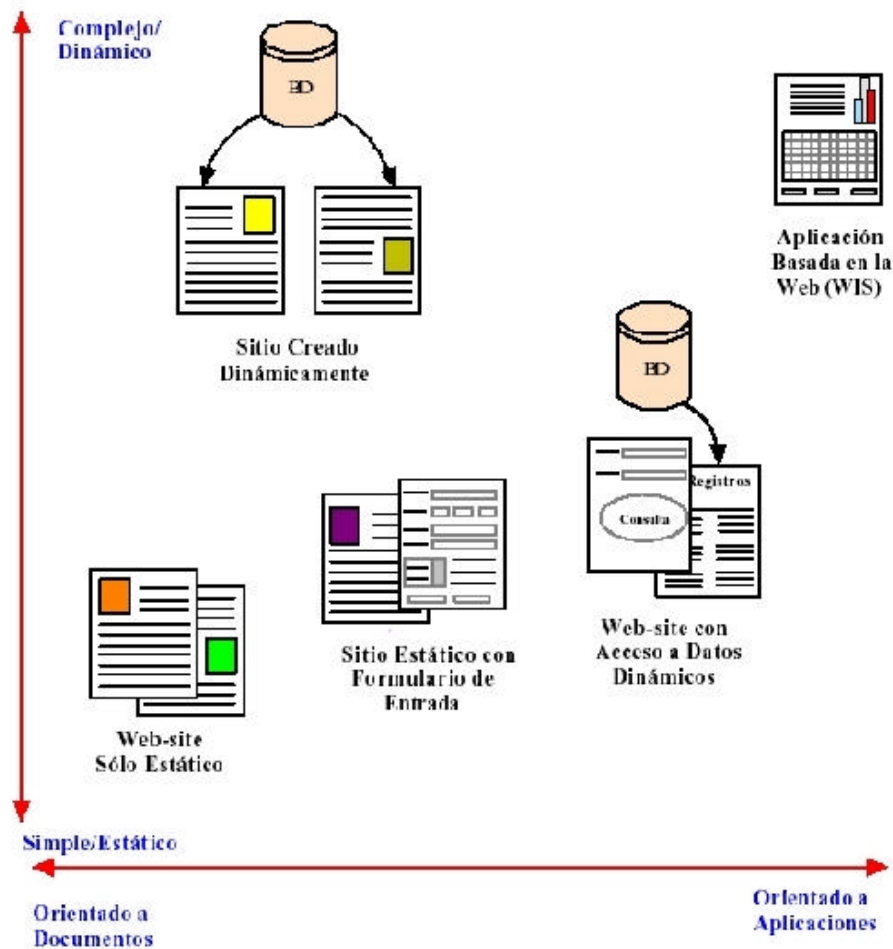 Complejo/
Dinámico
BD
Aplicación
Basada en la
Web (WIS)
Sitio Creado
Dinámicamente
BD
Registros
Consulta
Web-site con
Acceso a Datos
Dinámicos
Sitio Estático con
Formulario de
Entrada
Web-site
Sólo Estático
Simple/Estático
Orientado a
Documentos
Orientado a
Aplicaciones